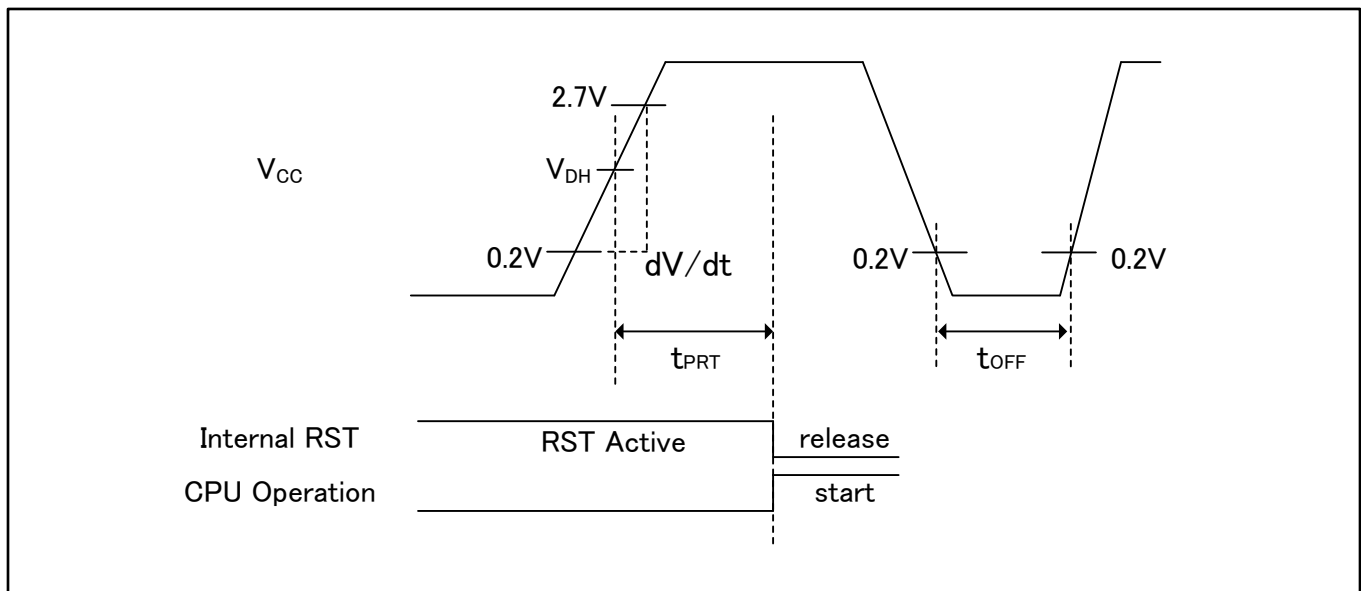 2.7V
VCC
VDH
0.2V
dV/dt
0.2V
0.2V
tPRT
tOFF
Internal RST
RST Active
release
CPU Operation
start